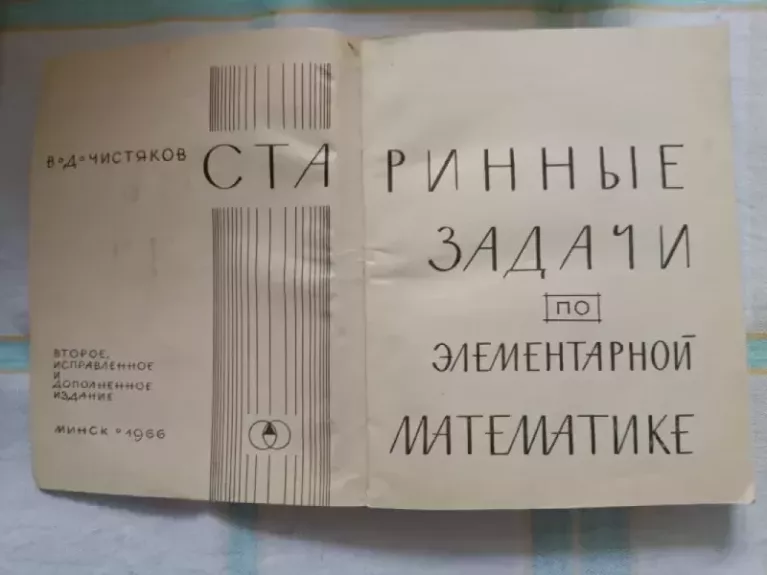 В. Д. ЧИСТЯКОВ
СТАРИННЫЕ
ЗАДАЧИ
ПО
ЭЛЕМЕНТАРНОЙ
МАТЕМАТИКЕ
ВТОРОЕ,
ИСПРАВЛЕННОЕ
И
ДОПОЛНЕННОЕ
ИЗДАНИЕ
МИНСК ° 1966